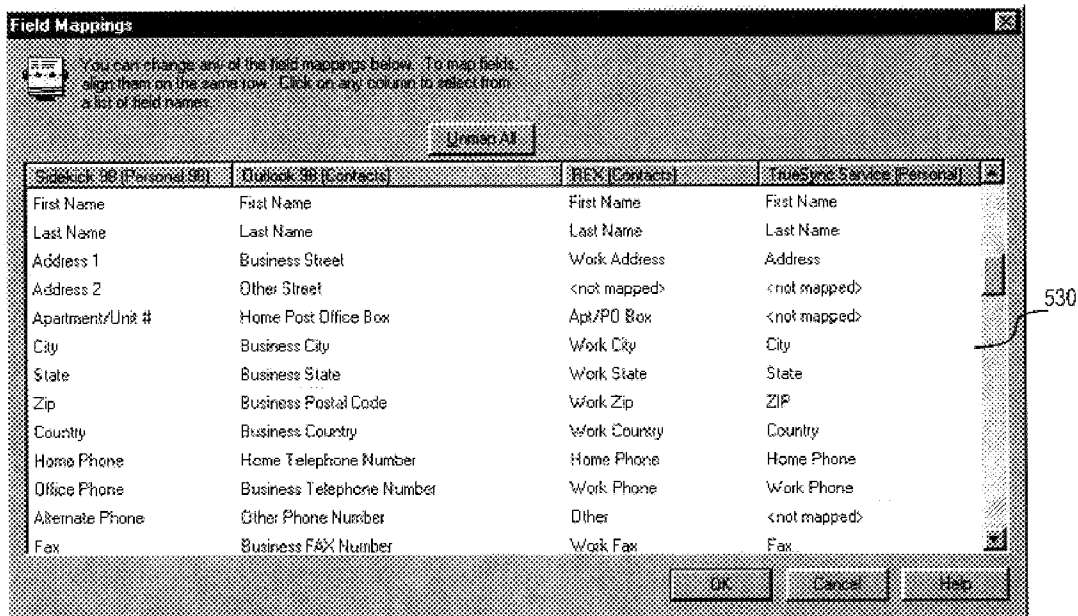 Field Mappings
You can change any of the field mappings below. To map fields,
align them on the same row. Click on any column to select from
a list of field names.
Unmap All
Sidekick 98 [Personal 98] Outlook 98 [Contacts] REX [Contacts] TrueSync Service [Personal]
First Name First Name First Name First Name
Last Name Last Name Last Name Last Name
Address 1 Business Street Work Address Address
Address 2 Other Street <not mapped> <not mapped>
Apartment/Unit # Home Post Office Box Apt/PO Box <not mapped>
530
City Business City Work City City
State Business State Work State State
Zip Business Postal Code Work Zip ZIP
Country Business Country Work Country Country
Home Phone Home Telephone Number Home Phone Home Phone
Office Phone Business Telephone Number Work Phone Work Phone
Alternate Phone Other Phone Number Other <not mapped>
Fax Business FAX Number Work Fax Fax
OK Cancel Help